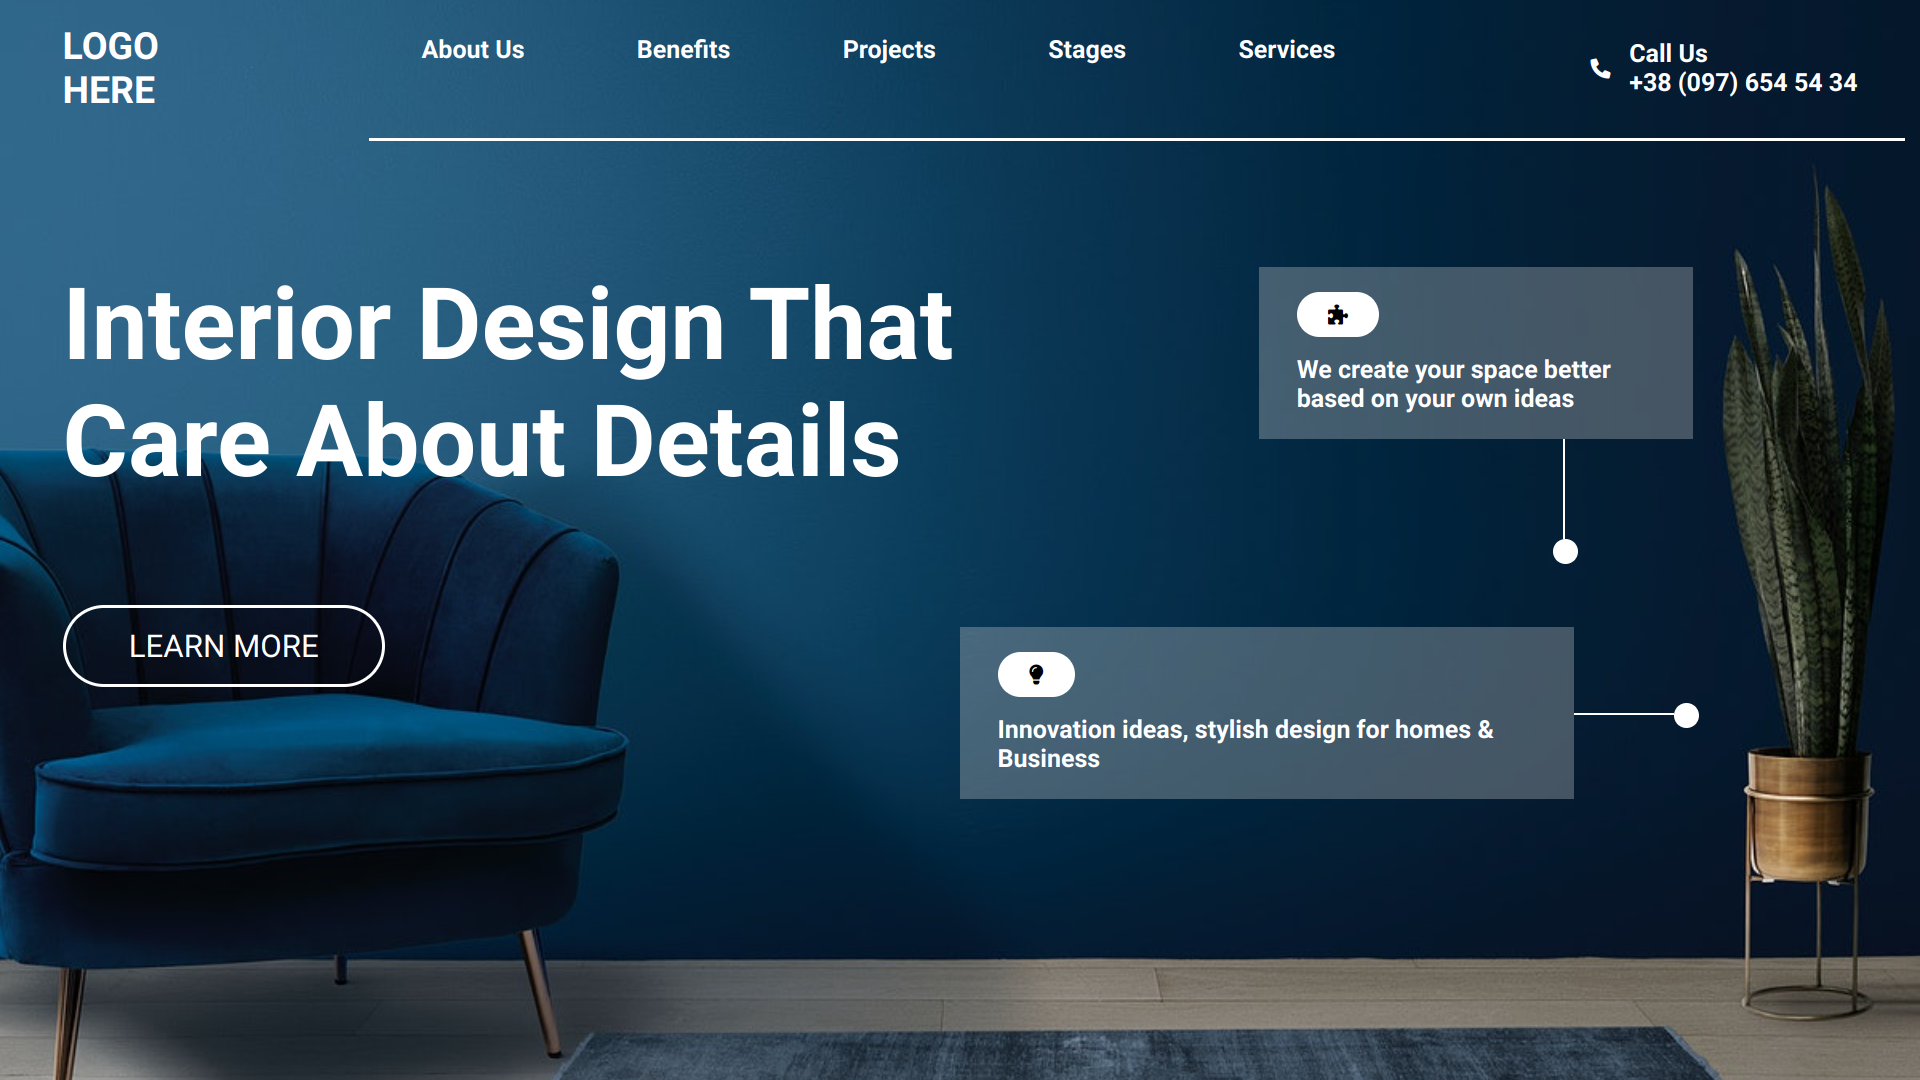 LOGO
HERE
About Us
Benefits
Projects
Stages
Services
Call Us
+38 (097) 654 54 34
Interior Design That
Care About Details
LEARN MORE
We create your space better
based on your own ideas
Innovation ideas, stylish design for homes &
Business